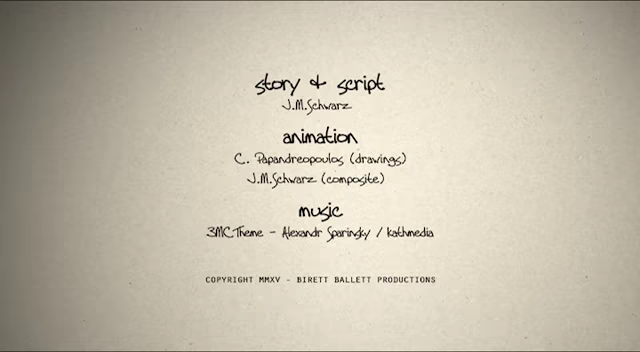 story & script
J.M.Schwarz
animation
C. Papandreopoulos (drawings)
J.M.Schwarz (composite)
music
3MC.Theme - Alexandr Sparinsky / kathmedia
COPYRIGHT MMXV - BIRETT BALLETT PRODUCTIONS